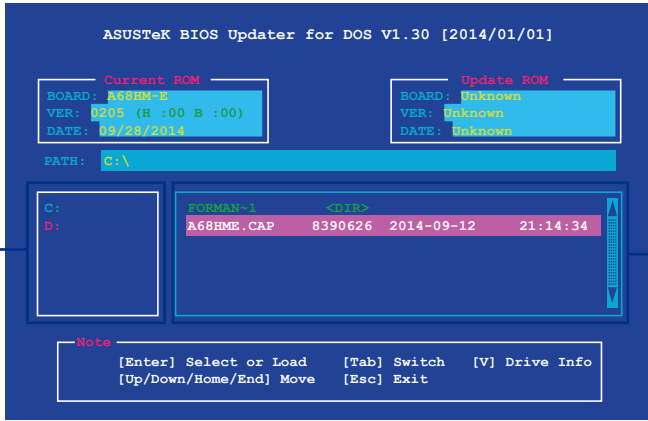 ASUSTeK BIOS Updater for DOS V1.30 [2014/01/01]
Current ROM
BOARD: A68HM-E
VER: 0205 (H :00 B :00)
DATE: 09/28/2014
Update ROM
BOARD: Unknown
VER: Unknown
DATE: Unknown
PATH: C:\
C:
D:
FORMAN~1 <DIR>
A68HME.CAP 8390626 2014-09-12 21:14:34
Note
[Enter] Select or Load [Tab] Switch [V] Drive Info
[Up/Down/Home/End] Move [Esc] Exit